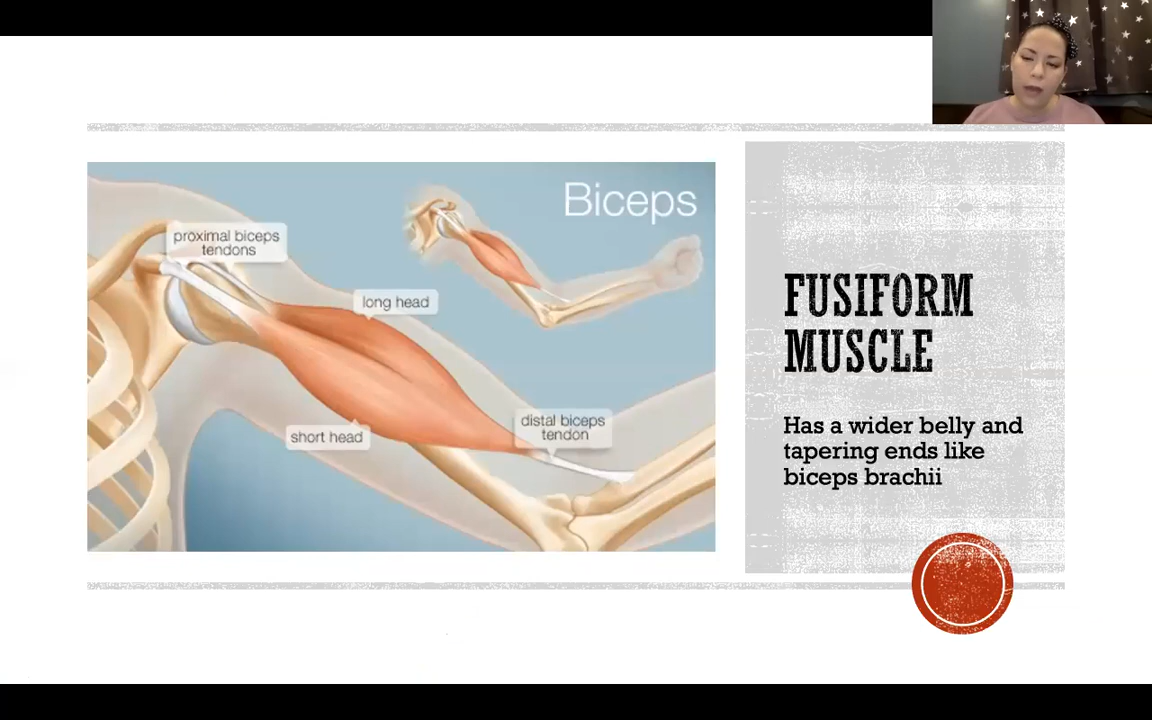 Biceps
proximal biceps
tendons
long head
short head
distal biceps
tendon
FUSIFORM
MUSCLE
Has a wider belly and
tapering ends like
biceps brachii